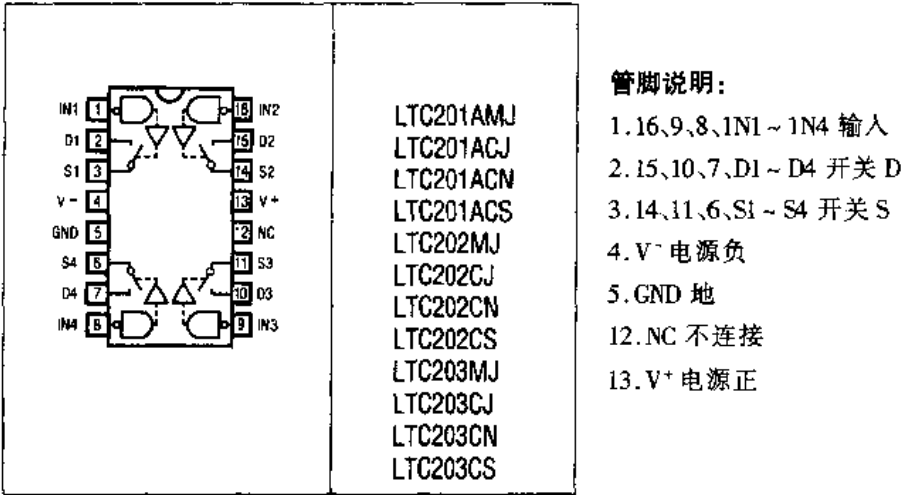 IN1 1 16 IN2
D1 2 15 D2
S1 3 14 S2
V - 4 13 V +
GND 5 12 NC
S4 6 11 S3
D4 7 10 D3
IN4 8 9 IN3
LTC201AMJ
LTC201ACJ
LTC201ACN
LTC201ACS
LTC202MJ
LTC202CJ
LTC202CN
LTC202CS
LTC203MJ
LTC203CJ
LTC203CN
LTC203CS
管脚说明:
1.16、9、8、1N1 ~ 1N4 输入
2.15、10、7、D1 ~ D4 开关 D
3.14、11、6、S1 ~ S4 开关 S
4.V⁻ 电源负
5.GND 地
12.NC 不连接
13.V⁺ 电源正